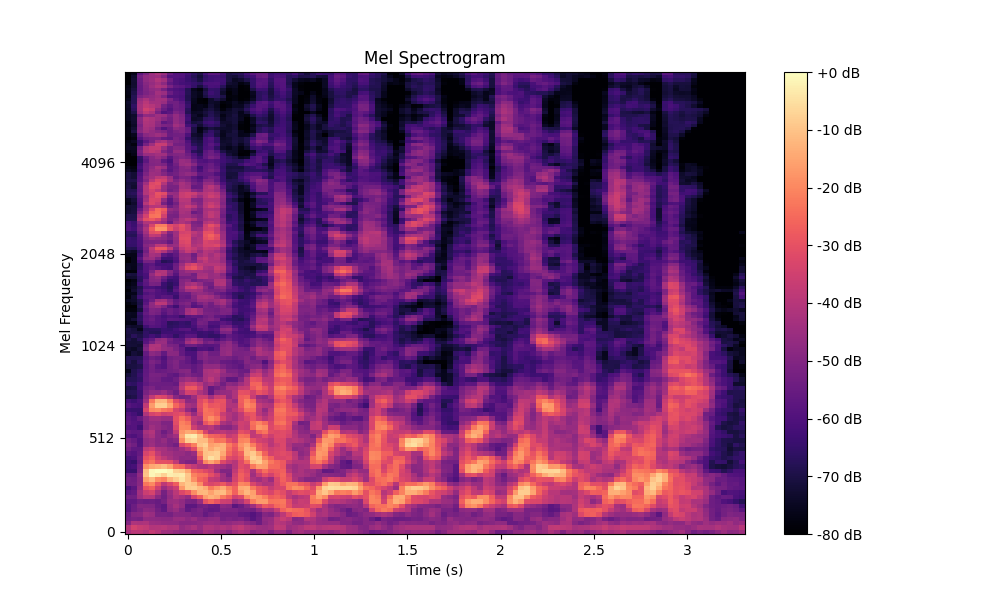 Mel Spectrogram
Mel Frequency
4096
2048
1024
512
0
0
0.5
1
1.5
2
2.5
3
Time (s)
+0 dB
-10 dB
-20 dB
-30 dB
-40 dB
-50 dB
-60 dB
-70 dB
-80 dB